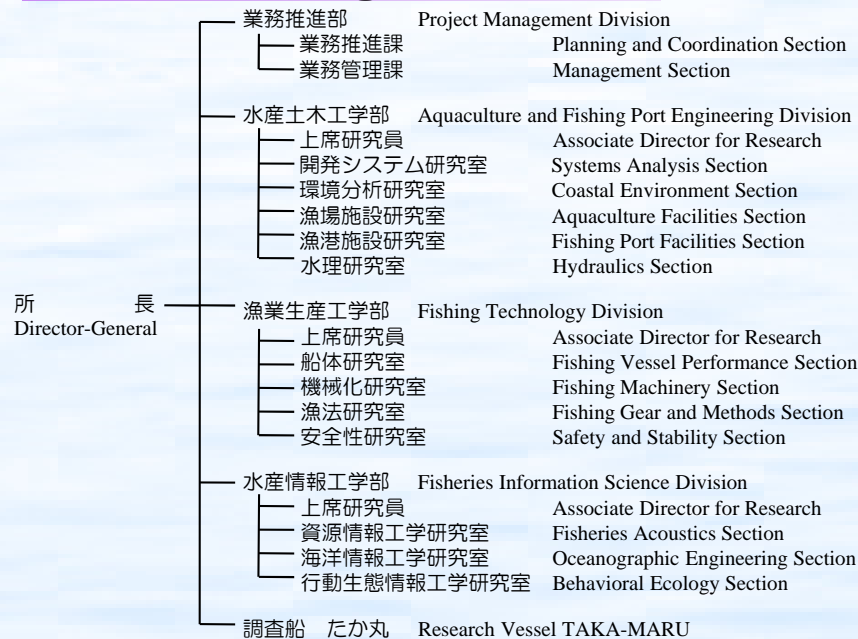 業務推進部 Project Management Division
業務推進課 Planning and Coordination Section
業務管理課 Management Section
水産土木工学部 Aquaculture and Fishing Port Engineering Division
上席研究員 Associate Director for Research
開発システム研究室 Systems Analysis Section
環境分析研究室 Coastal Environment Section
漁場施設研究室 Aquaculture Facilities Section
漁港施設研究室 Fishing Port Facilities Section
水理研究室 Hydraulics Section
所 長
Director-General
漁業生産工学部 Fishing Technology Division
上席研究員 Associate Director for Research
船体研究室 Fishing Vessel Performance Section
機械化研究室 Fishing Machinery Section
漁法研究室 Fishing Gear and Methods Section
安全性研究室 Safety and Stability Section
水産情報工学部 Fisheries Information Science Division
上席研究員 Associate Director for Research
資源情報工学研究室 Fisheries Acoustics Section
海洋情報工学研究室 Oceanographic Engineering Section
行動生態情報工学研究室 Behavioral Ecology Section
調査船 たか丸 Research Vessel TAKA-MARU